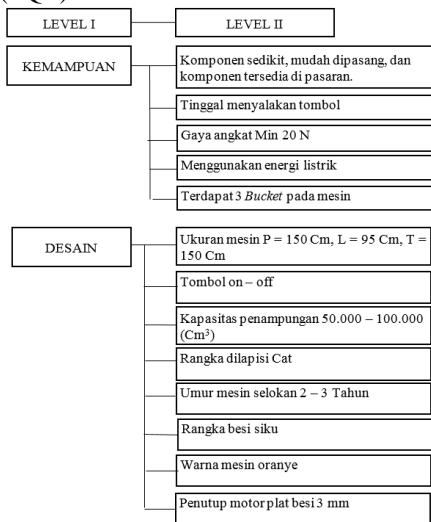 LEVEL I
LEVEL II
KEMAMPUAN
Komponen sedikit, mudah dipasang, dan
komponen tersedia di pasaran.
Tinggal menyalakan tombol
Gaya angkat Min 20 N
Menggunakan energi listrik
Terdapat 3 Bucket pada mesin
DESAIN
Ukuran mesin P = 150 Cm, L = 95 Cm, T =
150 Cm
Tombol on – off
Kapasitas penampungan 50.000 – 100.000
(Cm³)
Rangka dilapisi Cat
Umur mesin selokan 2 – 3 Tahun
Rangka besi siku
Warna mesin oranye
Penutup motor plat besi 3 mm